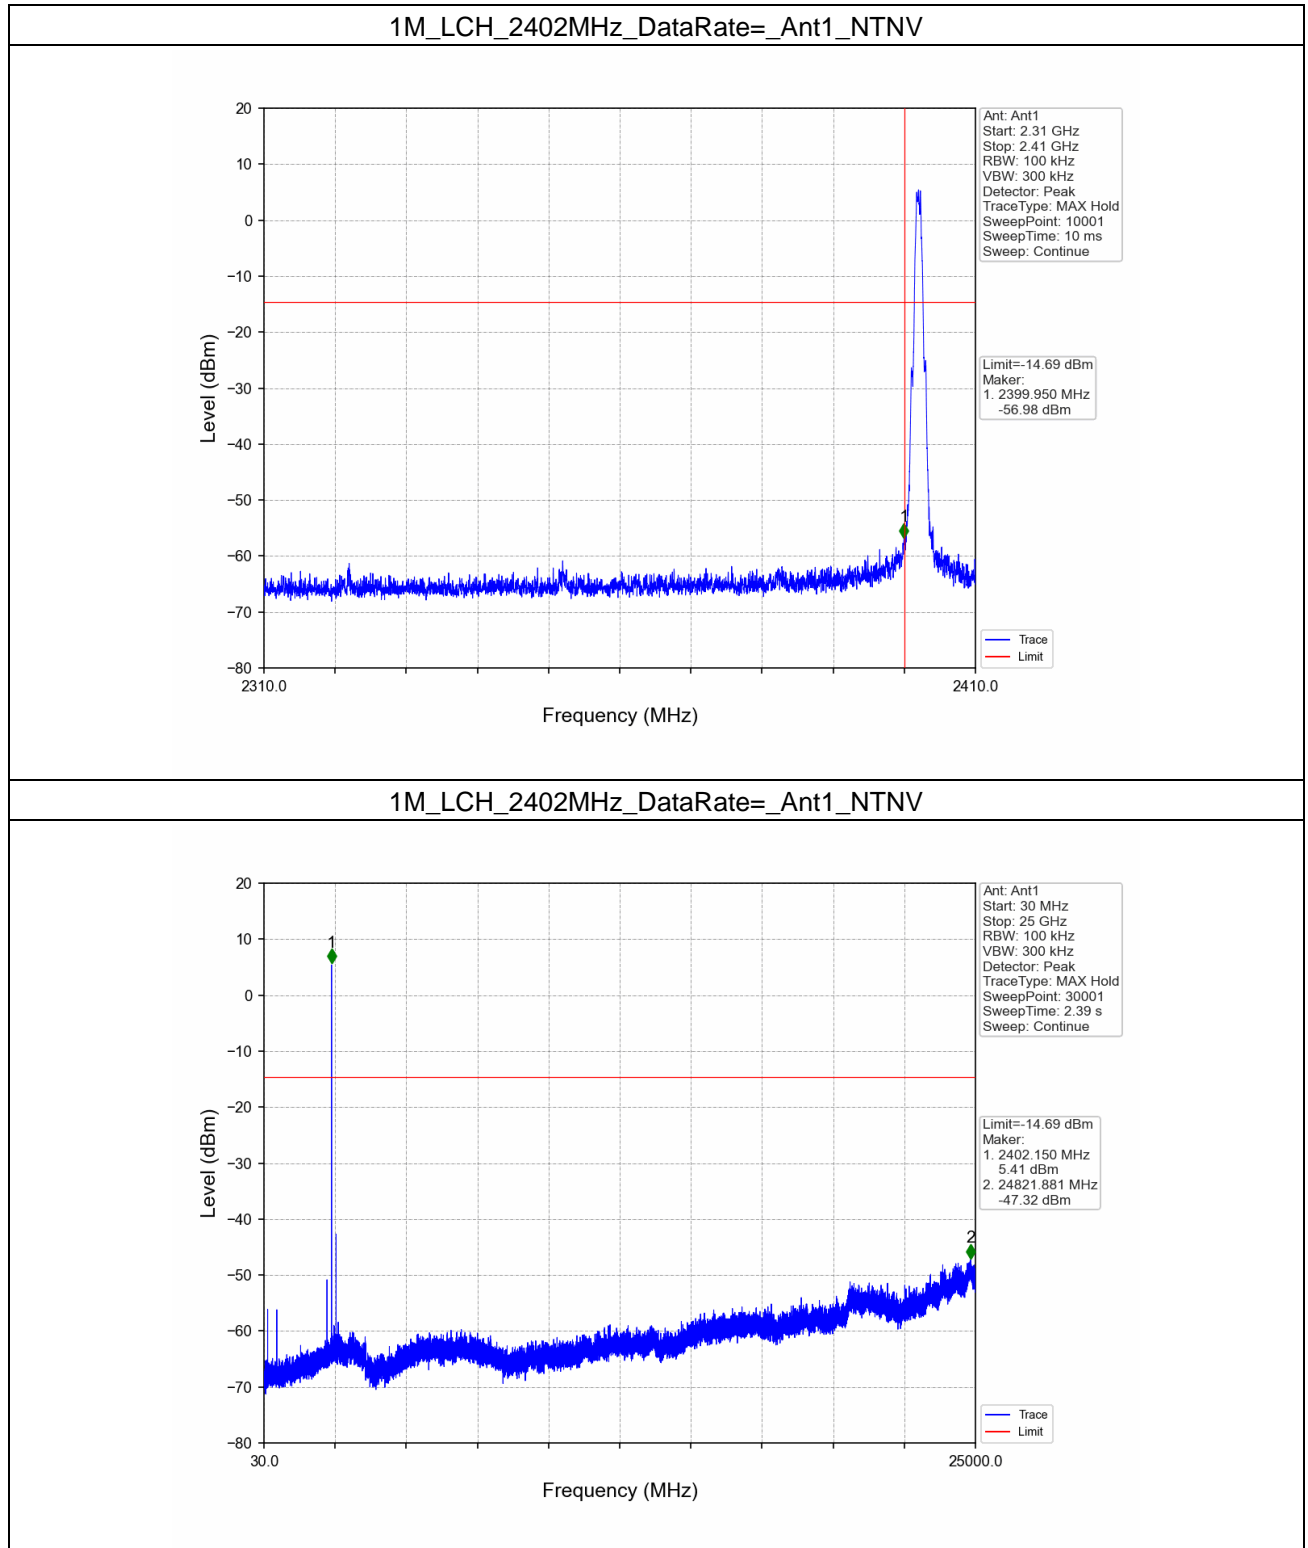 1M_LCH_2402MHz_DataRate=_Ant1_NTNV
20
10
0
−10
−20
−30
−40
−50
−60
−70
−80
Level (dBm)
2310.0
2410.0
Frequency (MHz)
1
Ant: Ant1
Start: 2.31 GHz
Stop: 2.41 GHz
RBW: 100 kHz
VBW: 300 kHz
Detector: Peak
TraceType: MAX Hold
SweepPoint: 10001
SweepTime: 10 ms
Sweep: Continue
Limit=-14.69 dBm
Maker:
1. 2399.950 MHz
-56.98 dBm
Trace
Limit
1M_LCH_2402MHz_DataRate=_Ant1_NTNV
20
10
0
−10
−20
−30
−40
−50
−60
−70
−80
Level (dBm)
30.0
25000.0
Frequency (MHz)
1
2
Ant: Ant1
Start: 30 MHz
Stop: 25 GHz
RBW: 100 kHz
VBW: 300 kHz
Detector: Peak
TraceType: MAX Hold
SweepPoint: 30001
SweepTime: 2.39 s
Sweep: Continue
Limit=-14.69 dBm
Maker:
1. 2402.150 MHz
5.41 dBm
2. 24821.881 MHz
-47.32 dBm
Trace
Limit